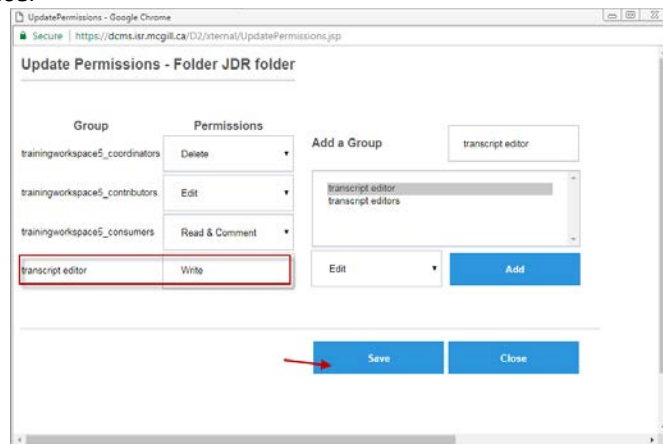 UpdatePermissions - Google Chrome
Secure | https://dcms.isr.mcgill.ca/D2/xternal/UpdatePermissions.jsp
Update Permissions - Folder JDR folder
Group Permissions
Add a Group transcript editor
trainingworkspace5_coordinators Delete
trainingworkspace5_contributors Edit
transcript editor
transcript editors
trainingworkspace5_consumers Read & Comment
transcript editor Write
Edit Add
Save Close